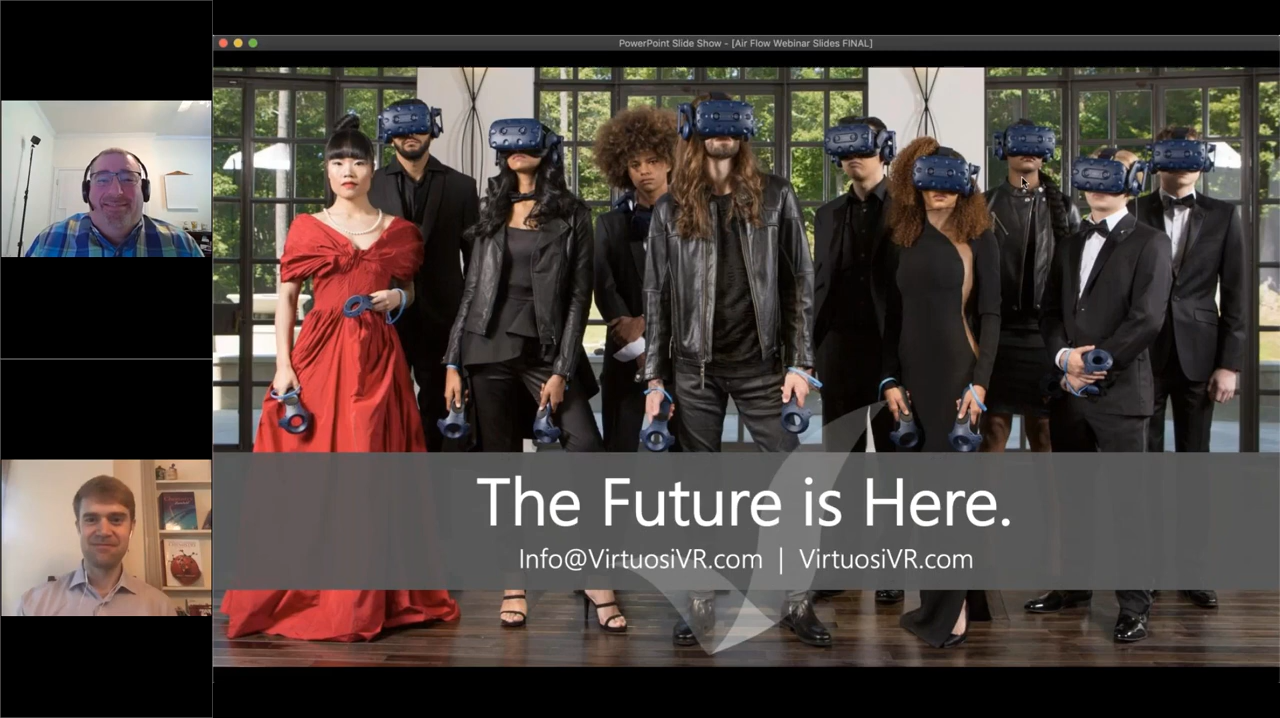 PowerPoint Slide Show - [Air Flow Webinar Slides FINAL]
The Future is Here.
Info@VirtuosiVR.com | VirtuosiVR.com